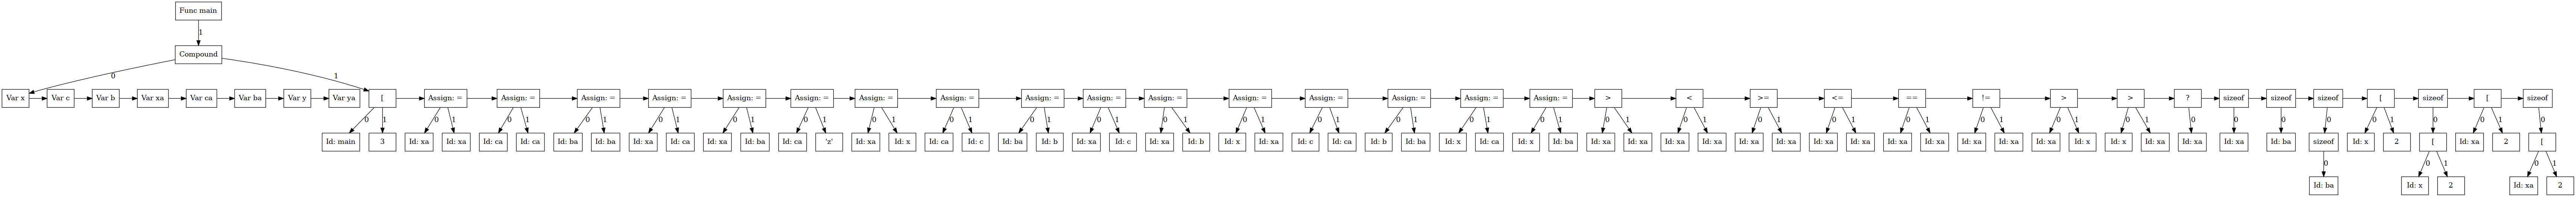 Func main
1
Compound
0 1
Var x Var c Var b Var xa Var ca Var ba Var y Var ya [ Assign: = Assign: = Assign: = Assign: = Assign: = Assign: = Assign: = Assign: = Assign: = Assign: = Assign: = Assign: = Assign: = Assign: = Assign: = Assign: = > < >= <= == != > > ? sizeof sizeof sizeof [ sizeof [ sizeof
0 1 0 1 0 1 0 1 0 1 0 1 0 1 0 1 0 1 0 1 0 1 0 1 0 1 0 1 0 1 0 1 0 1 0 1 0 1 0 1 0 1 0 1 0 1 0 1 0 1 0 0 0 0 0 1 0 0 1 0
Id: main 3 Id: xa Id: xa Id: ca Id: ca Id: ba Id: ba Id: xa Id: ca Id: xa Id: ba Id: ca 'z' Id: xa Id: x Id: ca Id: c Id: ba Id: b Id: xa Id: c Id: xa Id: b Id: x Id: xa Id: c Id: ca Id: b Id: ba Id: x Id: ca Id: x Id: ba Id: xa Id: xa Id: xa Id: xa Id: xa Id: xa Id: xa Id: xa Id: xa Id: xa Id: xa Id: xa Id: xa Id: x Id: x Id: xa Id: xa Id: xa Id: ba sizeof Id: x 2 [ Id: xa 2 [
0 0 1 0 1
Id: ba Id: x 2 Id: xa 2